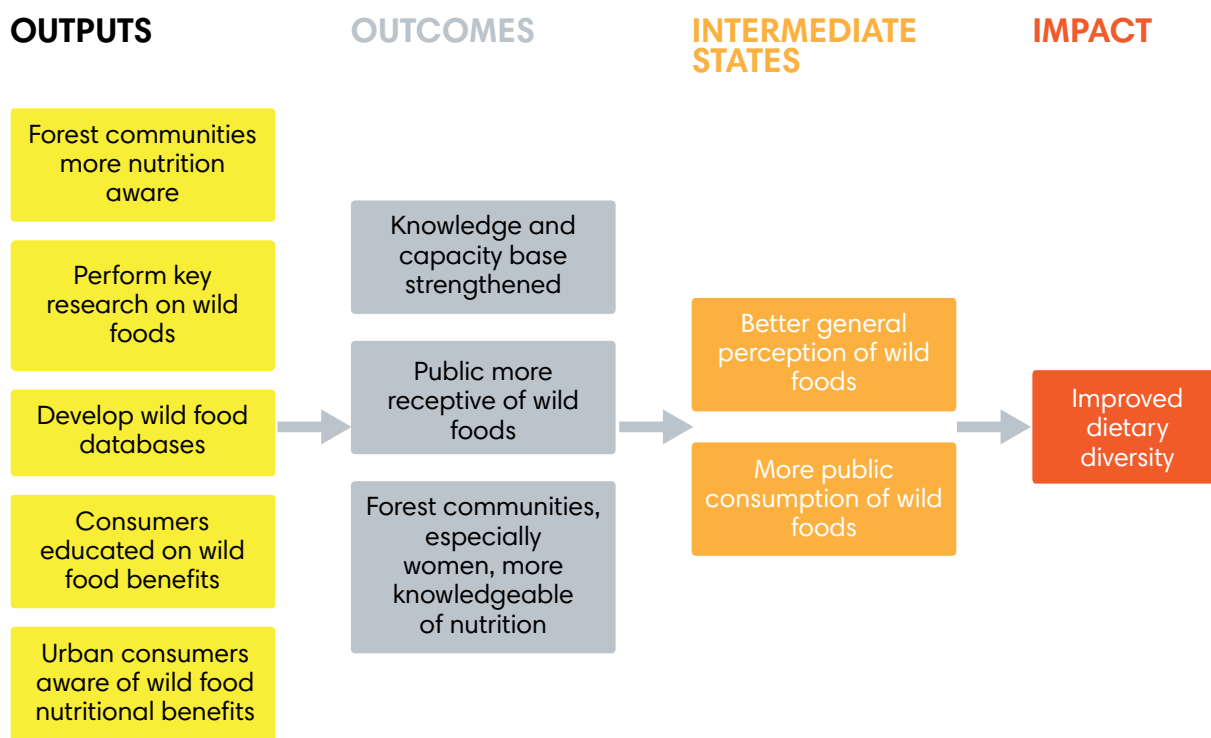 OUTPUTS
OUTCOMES
INTERMEDIATE
STATES
IMPACT
Forest communities
more nutrition
aware
Perform key
research on wild
foods
Develop wild food
databases
Consumers
educated on wild
food benefits
Urban consumers
aware of wild food
nutritional benefits
Knowledge and
capacity base
strengthened
Public more
receptive of wild
foods
Forest communities,
especially
women, more
knowledgeable
of nutrition
Better general
perception of wild
foods
More public
consumption of wild
foods
Improved
dietary
diversity